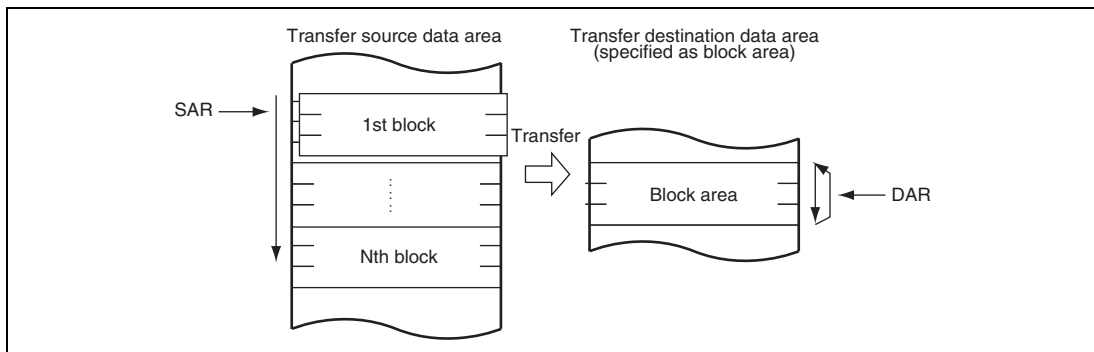 Transfer source data area
Transfer destination data area
(specified as block area)
SAR
1st block
Transfer
Block area
DAR
Nth block